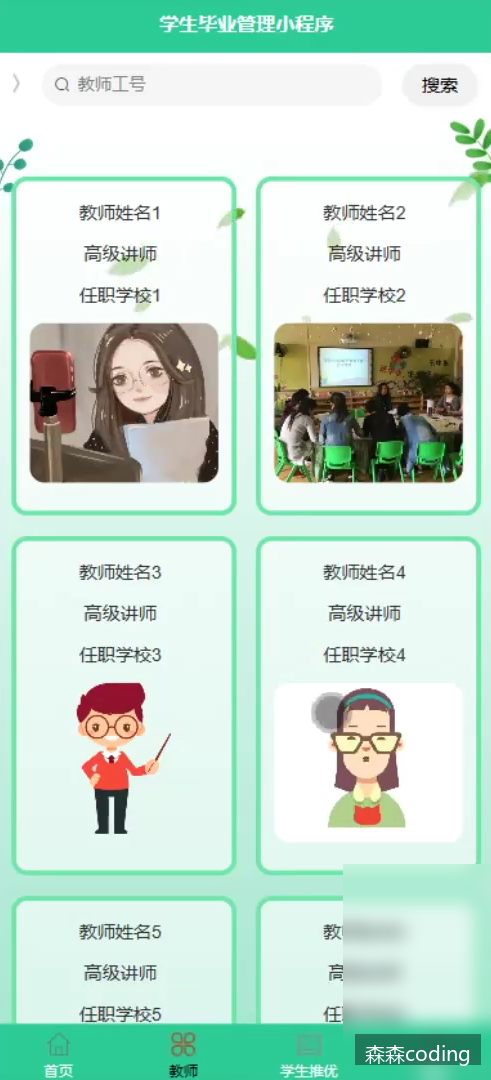 学生毕业管理小程序
教师工号
搜索
教师姓名1
高级讲师
任职学校1
教师姓名2
高级讲师
任职学校2
教师姓名3
高级讲师
任职学校3
教师姓名4
高级讲师
任职学校4
教师姓名5
高级讲师
任职学校5
教
高
任
首页
教师
学生推优
森森coding